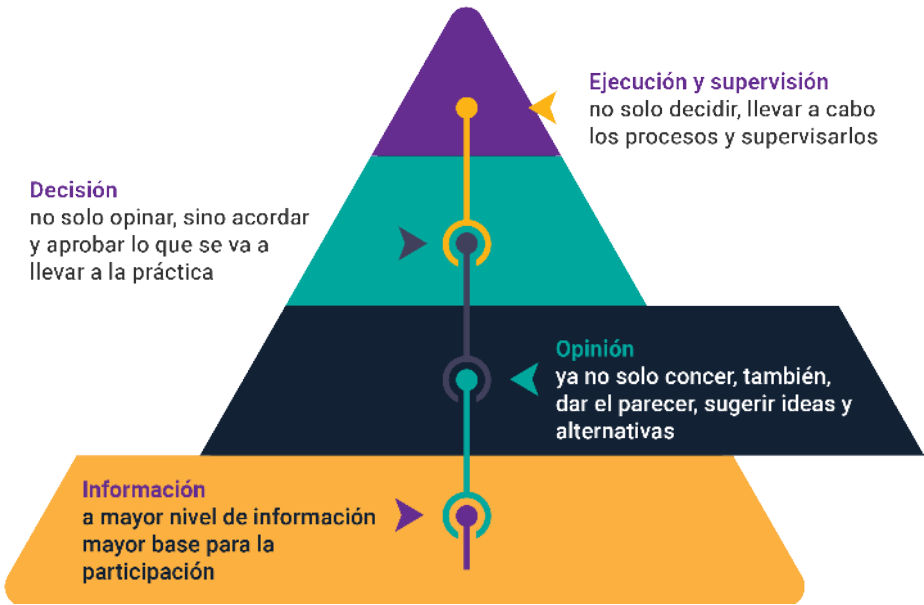 Ejecución y supervisión
no solo decidir, llevar a cabo
los procesos y supervisarlos
Decisión
no solo opinar, sino acordar
y aprobar lo que se va a
llevar a la práctica
Opinión
ya no solo concer, también,
dar el parecer, sugerir ideas y
alternativas
Información
a mayor nivel de información
mayor base para la
participación